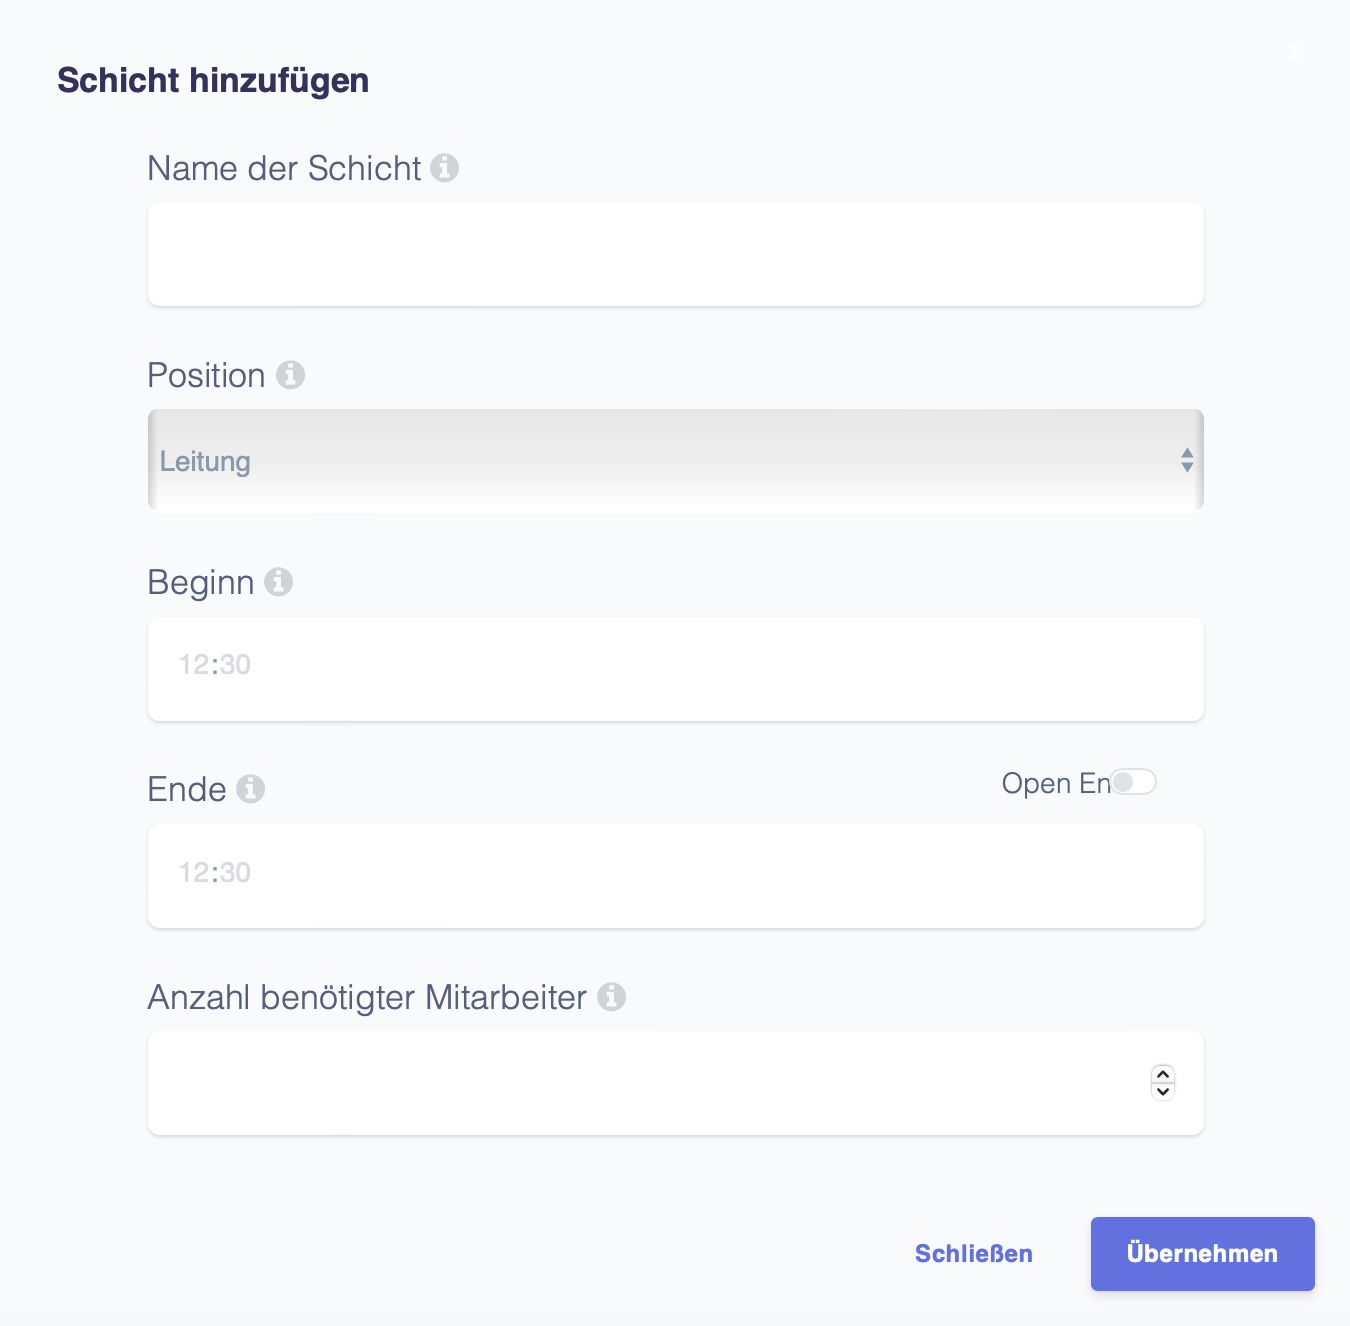 Schicht hinzufügen
Name der Schicht
Position
Leitung
Beginn
12:30
Ende
Open En
12:30
Anzahl benötigter Mitarbeiter
Schließen
Übernehmen